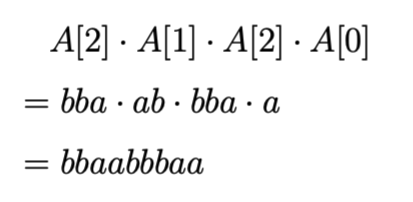 A[2] · A[1] · A[2] · A[0]
= bba · ab · bba · a
= bbaabbbaa